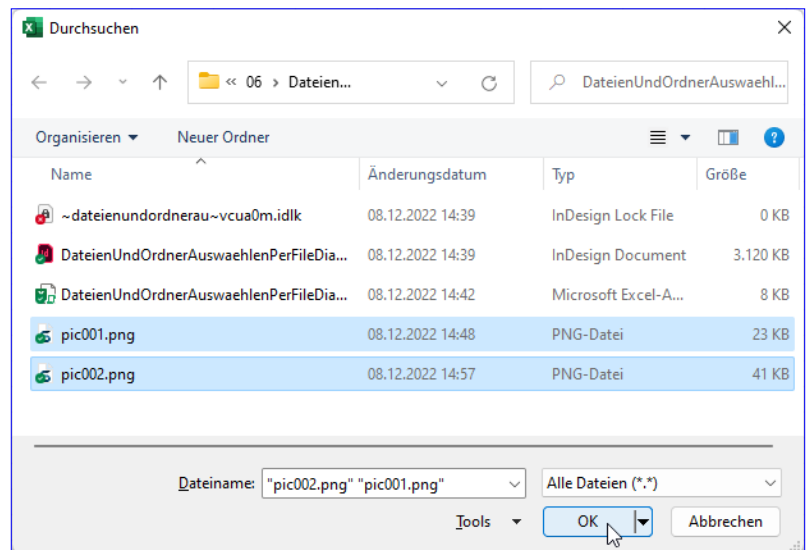 Durchsuchen
« 06 > Dateien... DateienUndOrdnerAuswaehl...
Organisieren Neuer Ordner
Name Änderungsdatum Typ Größe
~dateienundordnerau~vcua0m.idlk 08.12.2022 14:39 InDesign Lock File 0 KB
DateienUndOrdnerAuswaehlenPerFileDia... 08.12.2022 14:39 InDesign Document 3.120 KB
DateienUndOrdnerAuswaehlenPerFileDia... 08.12.2022 14:42 Microsoft Excel-A... 8 KB
pic001.png 08.12.2022 14:48 PNG-Datei 23 KB
pic002.png 08.12.2022 14:57 PNG-Datei 41 KB
Dateiname: "pic002.png" "pic001.png" Alle Dateien (*.*)
Tools OK Abbrechen